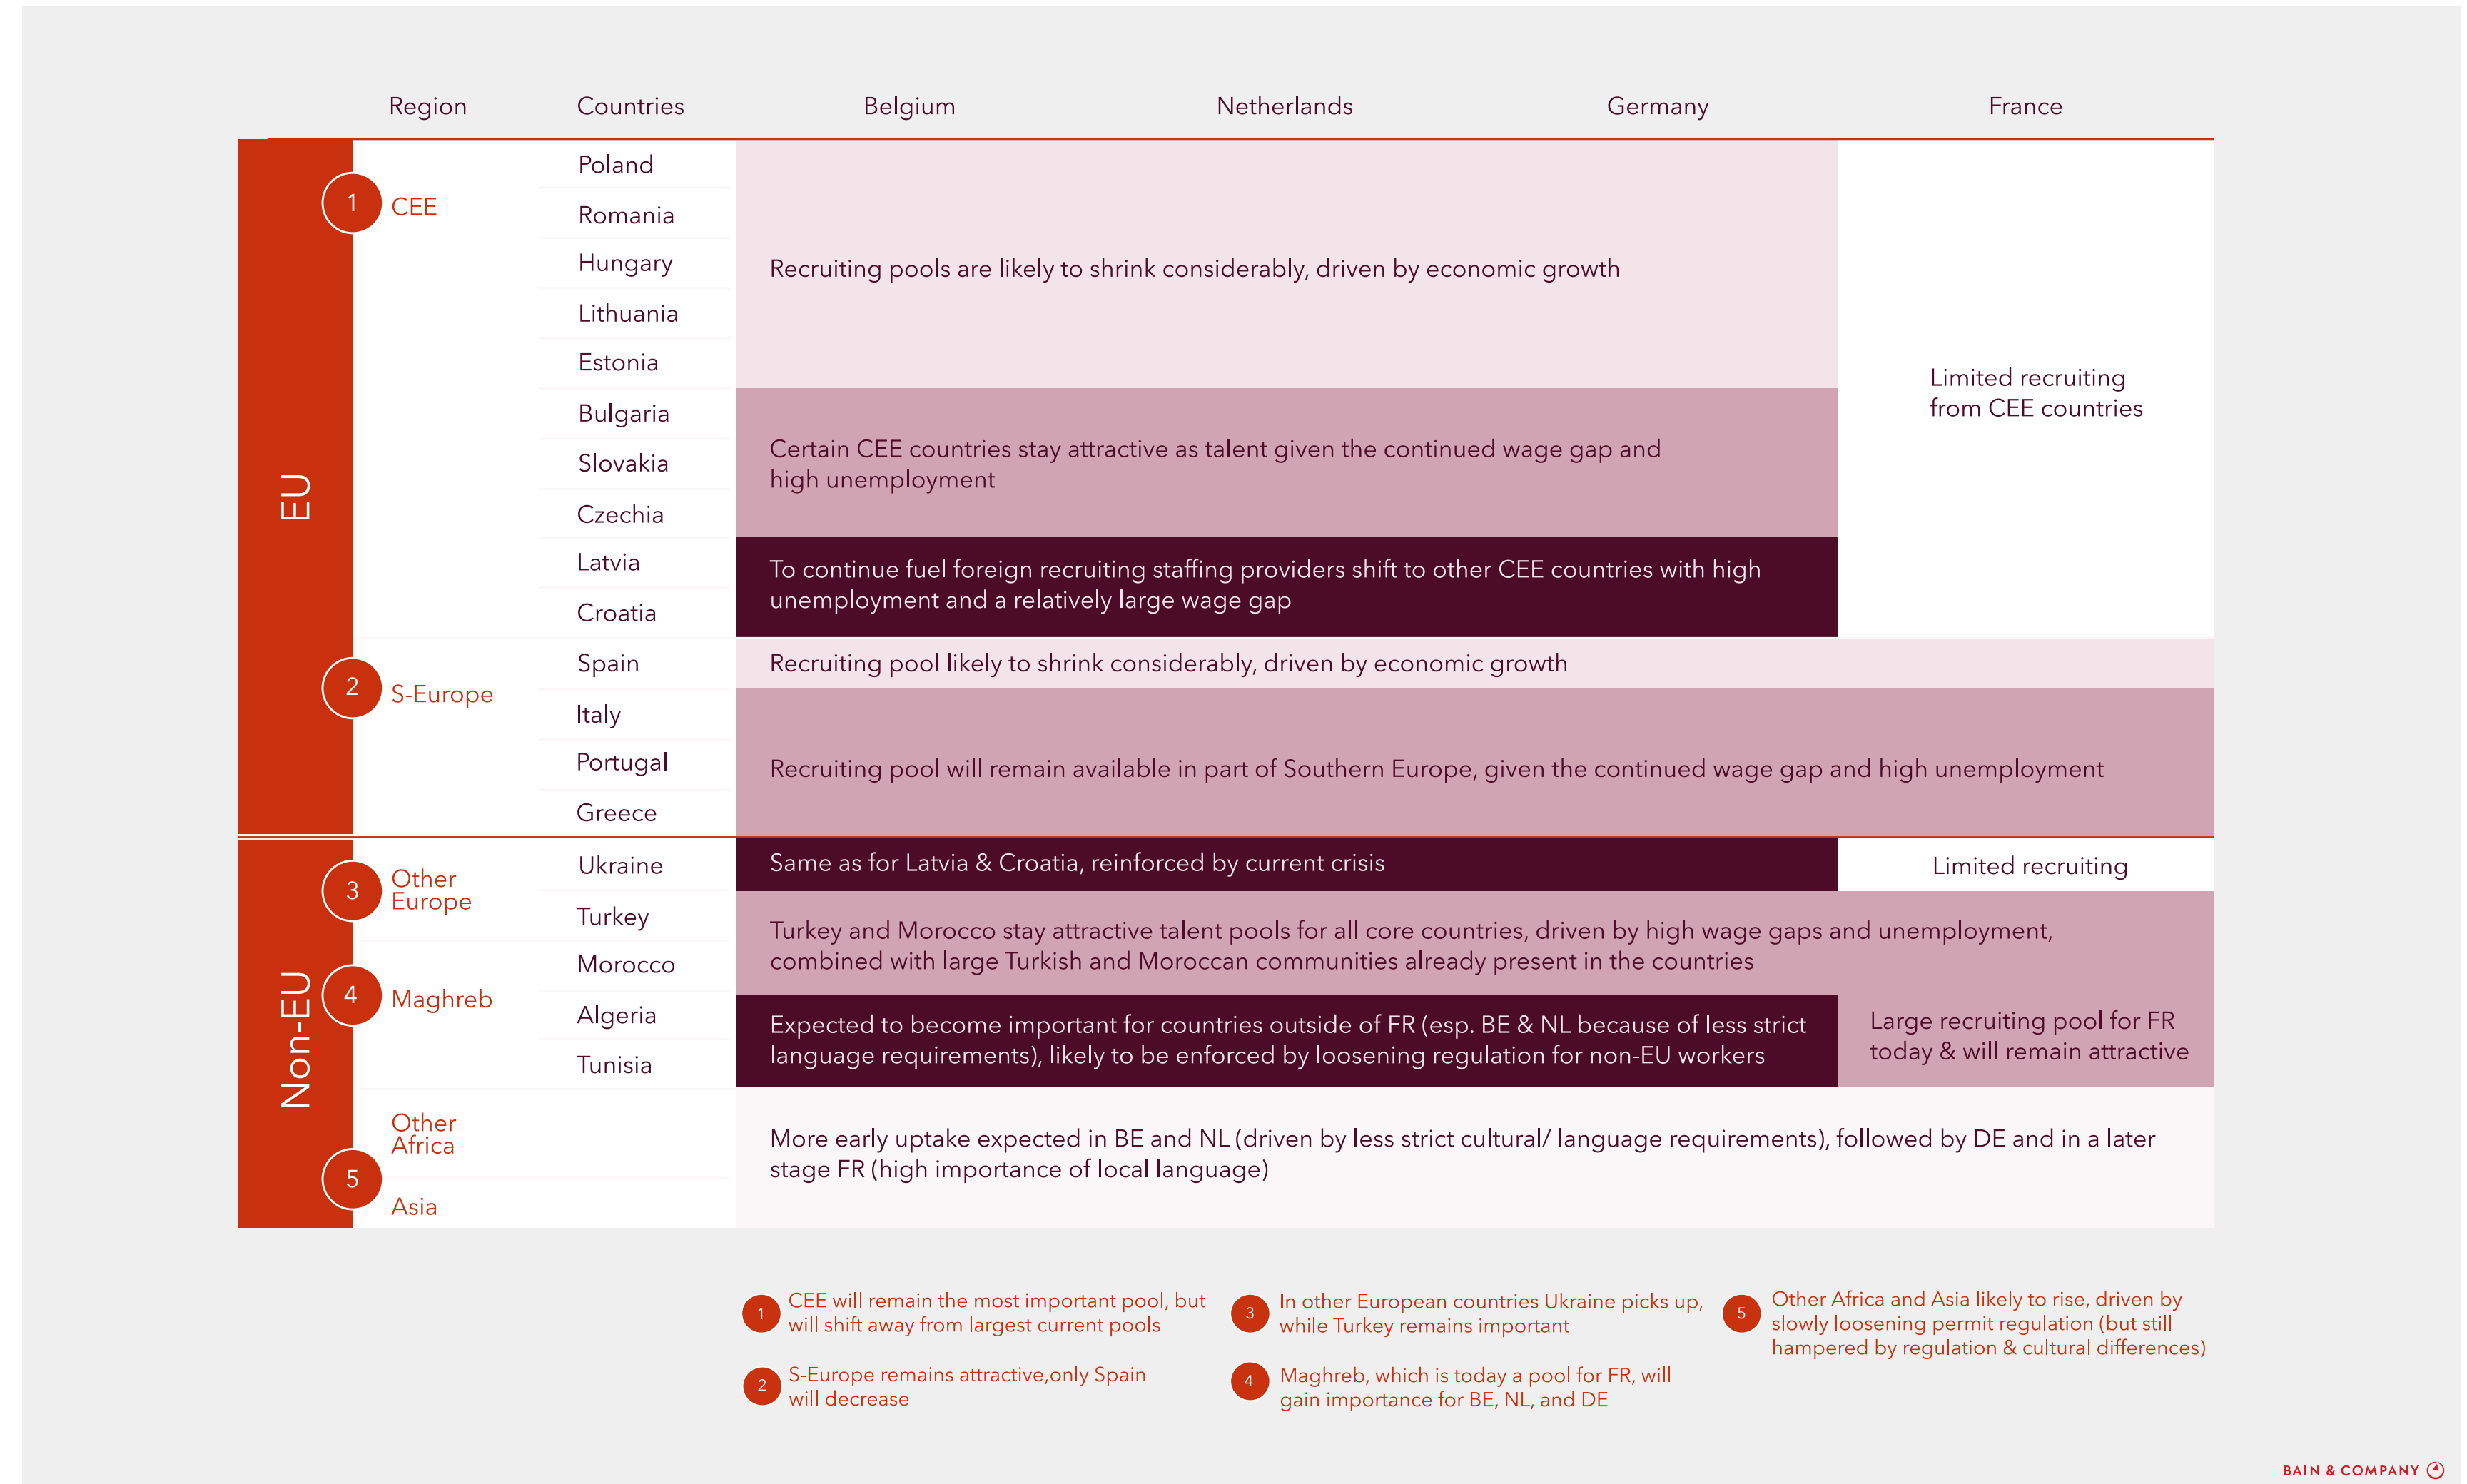 Region Countries Belgium Netherlands Germany France
EU
1 CEE
Poland
Romania
Hungary
Lithuania
Estonia
Recruiting pools are likely to shrink considerably, driven by economic growth
Bulgaria
Slovakia
Czechia
Certain CEE countries stay attractive as talent given the continued wage gap and
high unemployment
Latvia
Croatia
To continue fuel foreign recruiting staffing providers shift to other CEE countries with high
unemployment and a relatively large wage gap
Limited recruiting
from CEE countries
2 S-Europe
Spain
Recruiting pool likely to shrink considerably, driven by economic growth
Italy
Portugal
Greece
Recruiting pool will remain available in part of Southern Europe, given the continued wage gap and high unemployment
Non-EU
3 Other
Europe
Ukraine
Same as for Latvia & Croatia, reinforced by current crisis
Limited recruiting
Turkey
4 Maghreb
Morocco
Turkey and Morocco stay attractive talent pools for all core countries, driven by high wage gaps and unemployment,
combined with large Turkish and Moroccan communities already present in the countries
Algeria
Tunisia
Expected to become important for countries outside of FR (esp. BE & NL because of less strict
language requirements), likely to be enforced by loosening regulation for non-EU workers
Large recruiting pool for FR
today & will remain attractive
5
Other
Africa
Asia
More early uptake expected in BE and NL (driven by less strict cultural/ language requirements), followed by DE and in a later
stage FR (high importance of local language)
1 CEE will remain the most important pool, but
will shift away from largest current pools
2 S-Europe remains attractive,only Spain
will decrease
3 In other European countries Ukraine picks up,
while Turkey remains important
4 Maghreb, which is today a pool for FR, will
gain importance for BE, NL, and DE
5 Other Africa and Asia likely to rise, driven by
slowly loosening permit regulation (but still
hampered by regulation & cultural differences)
BAIN & COMPANY